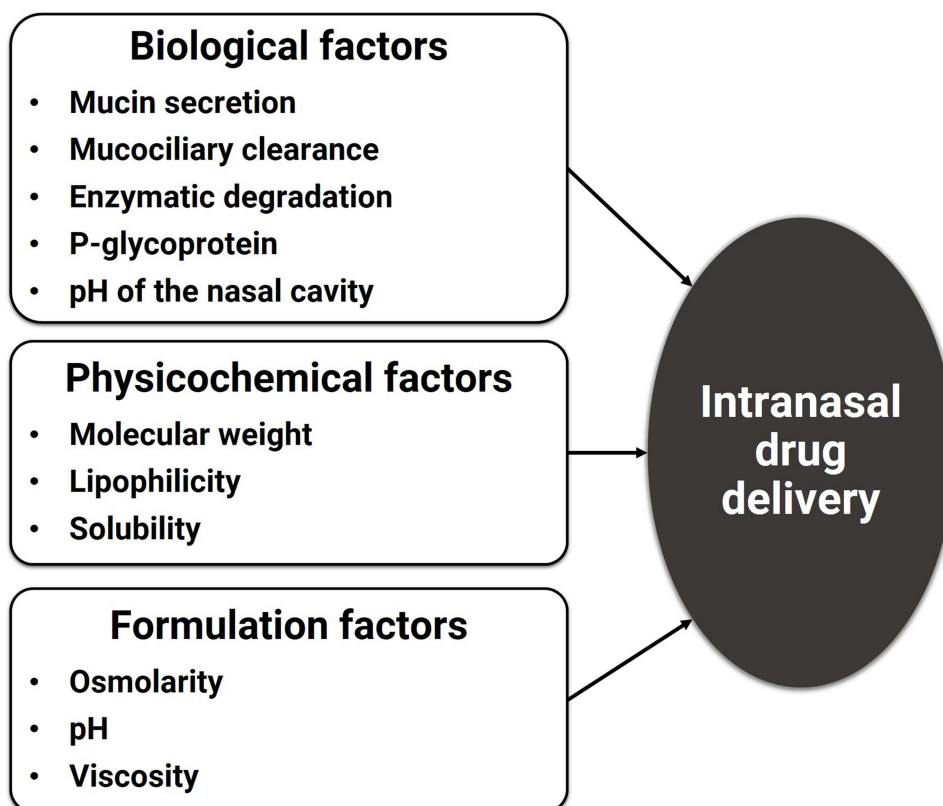 Biological factors
• Mucin secretion
• Mucociliary clearance
• Enzymatic degradation
• P-glycoprotein
• pH of the nasal cavity
Physicochemical factors
• Molecular weight
• Lipophilicity
• Solubility
Formulation factors
• Osmolarity
• pH
• Viscosity
Intranasal
drug
delivery